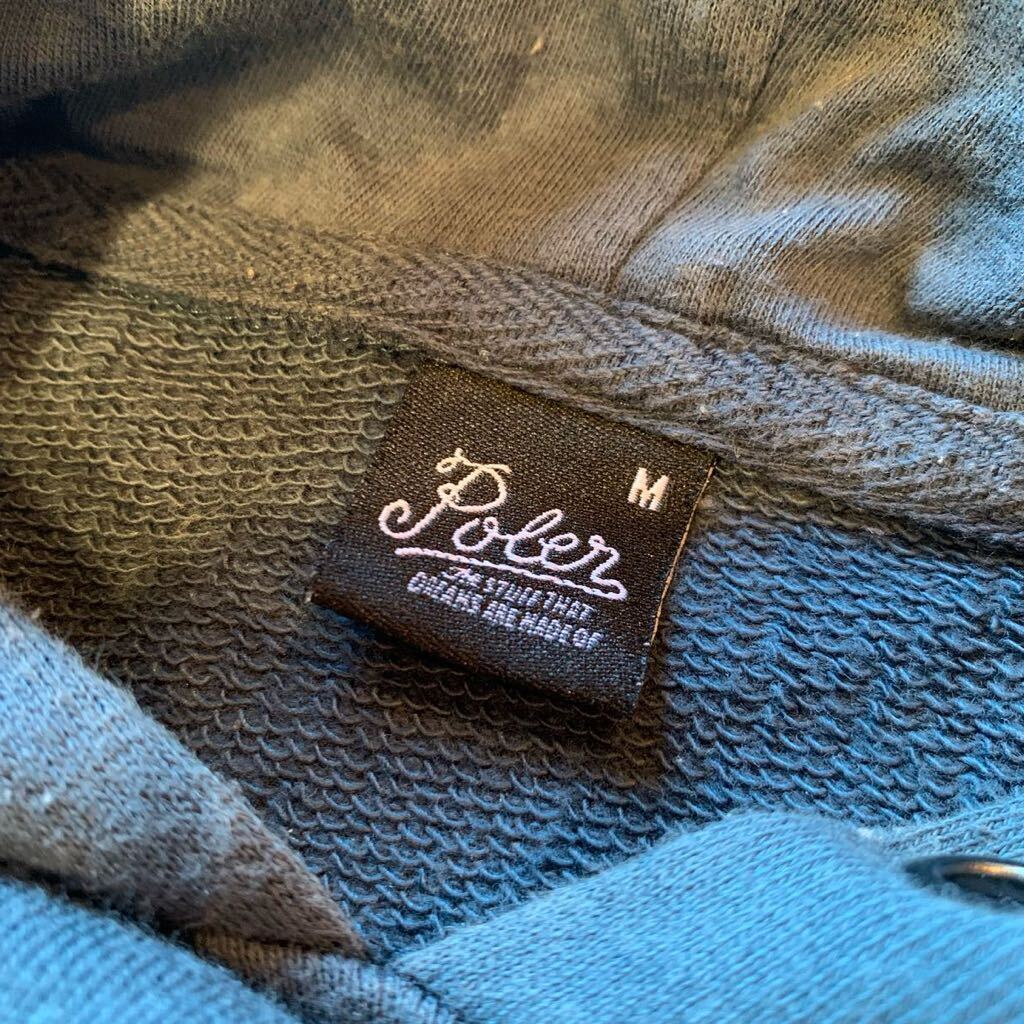 M
Poler
THE STUFF THAT
DREAMS ARE MADE OF